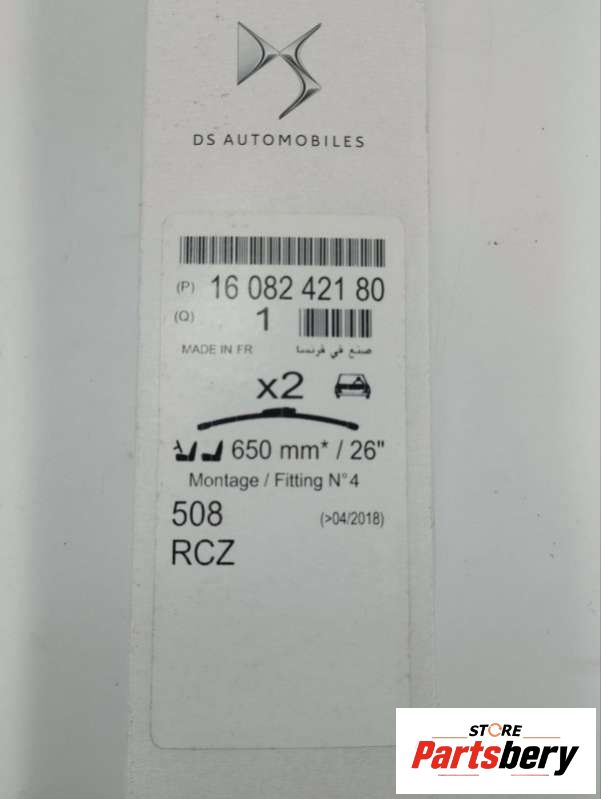 DS AUTOMOBILES
(P) 16 082 421 80
(Q) 1
MADE IN FR صنع في فرنسا
x2
650 mm* / 26"
Montage / Fitting N°4
508 (>04/2018)
RCZ
STORE
Partsbery